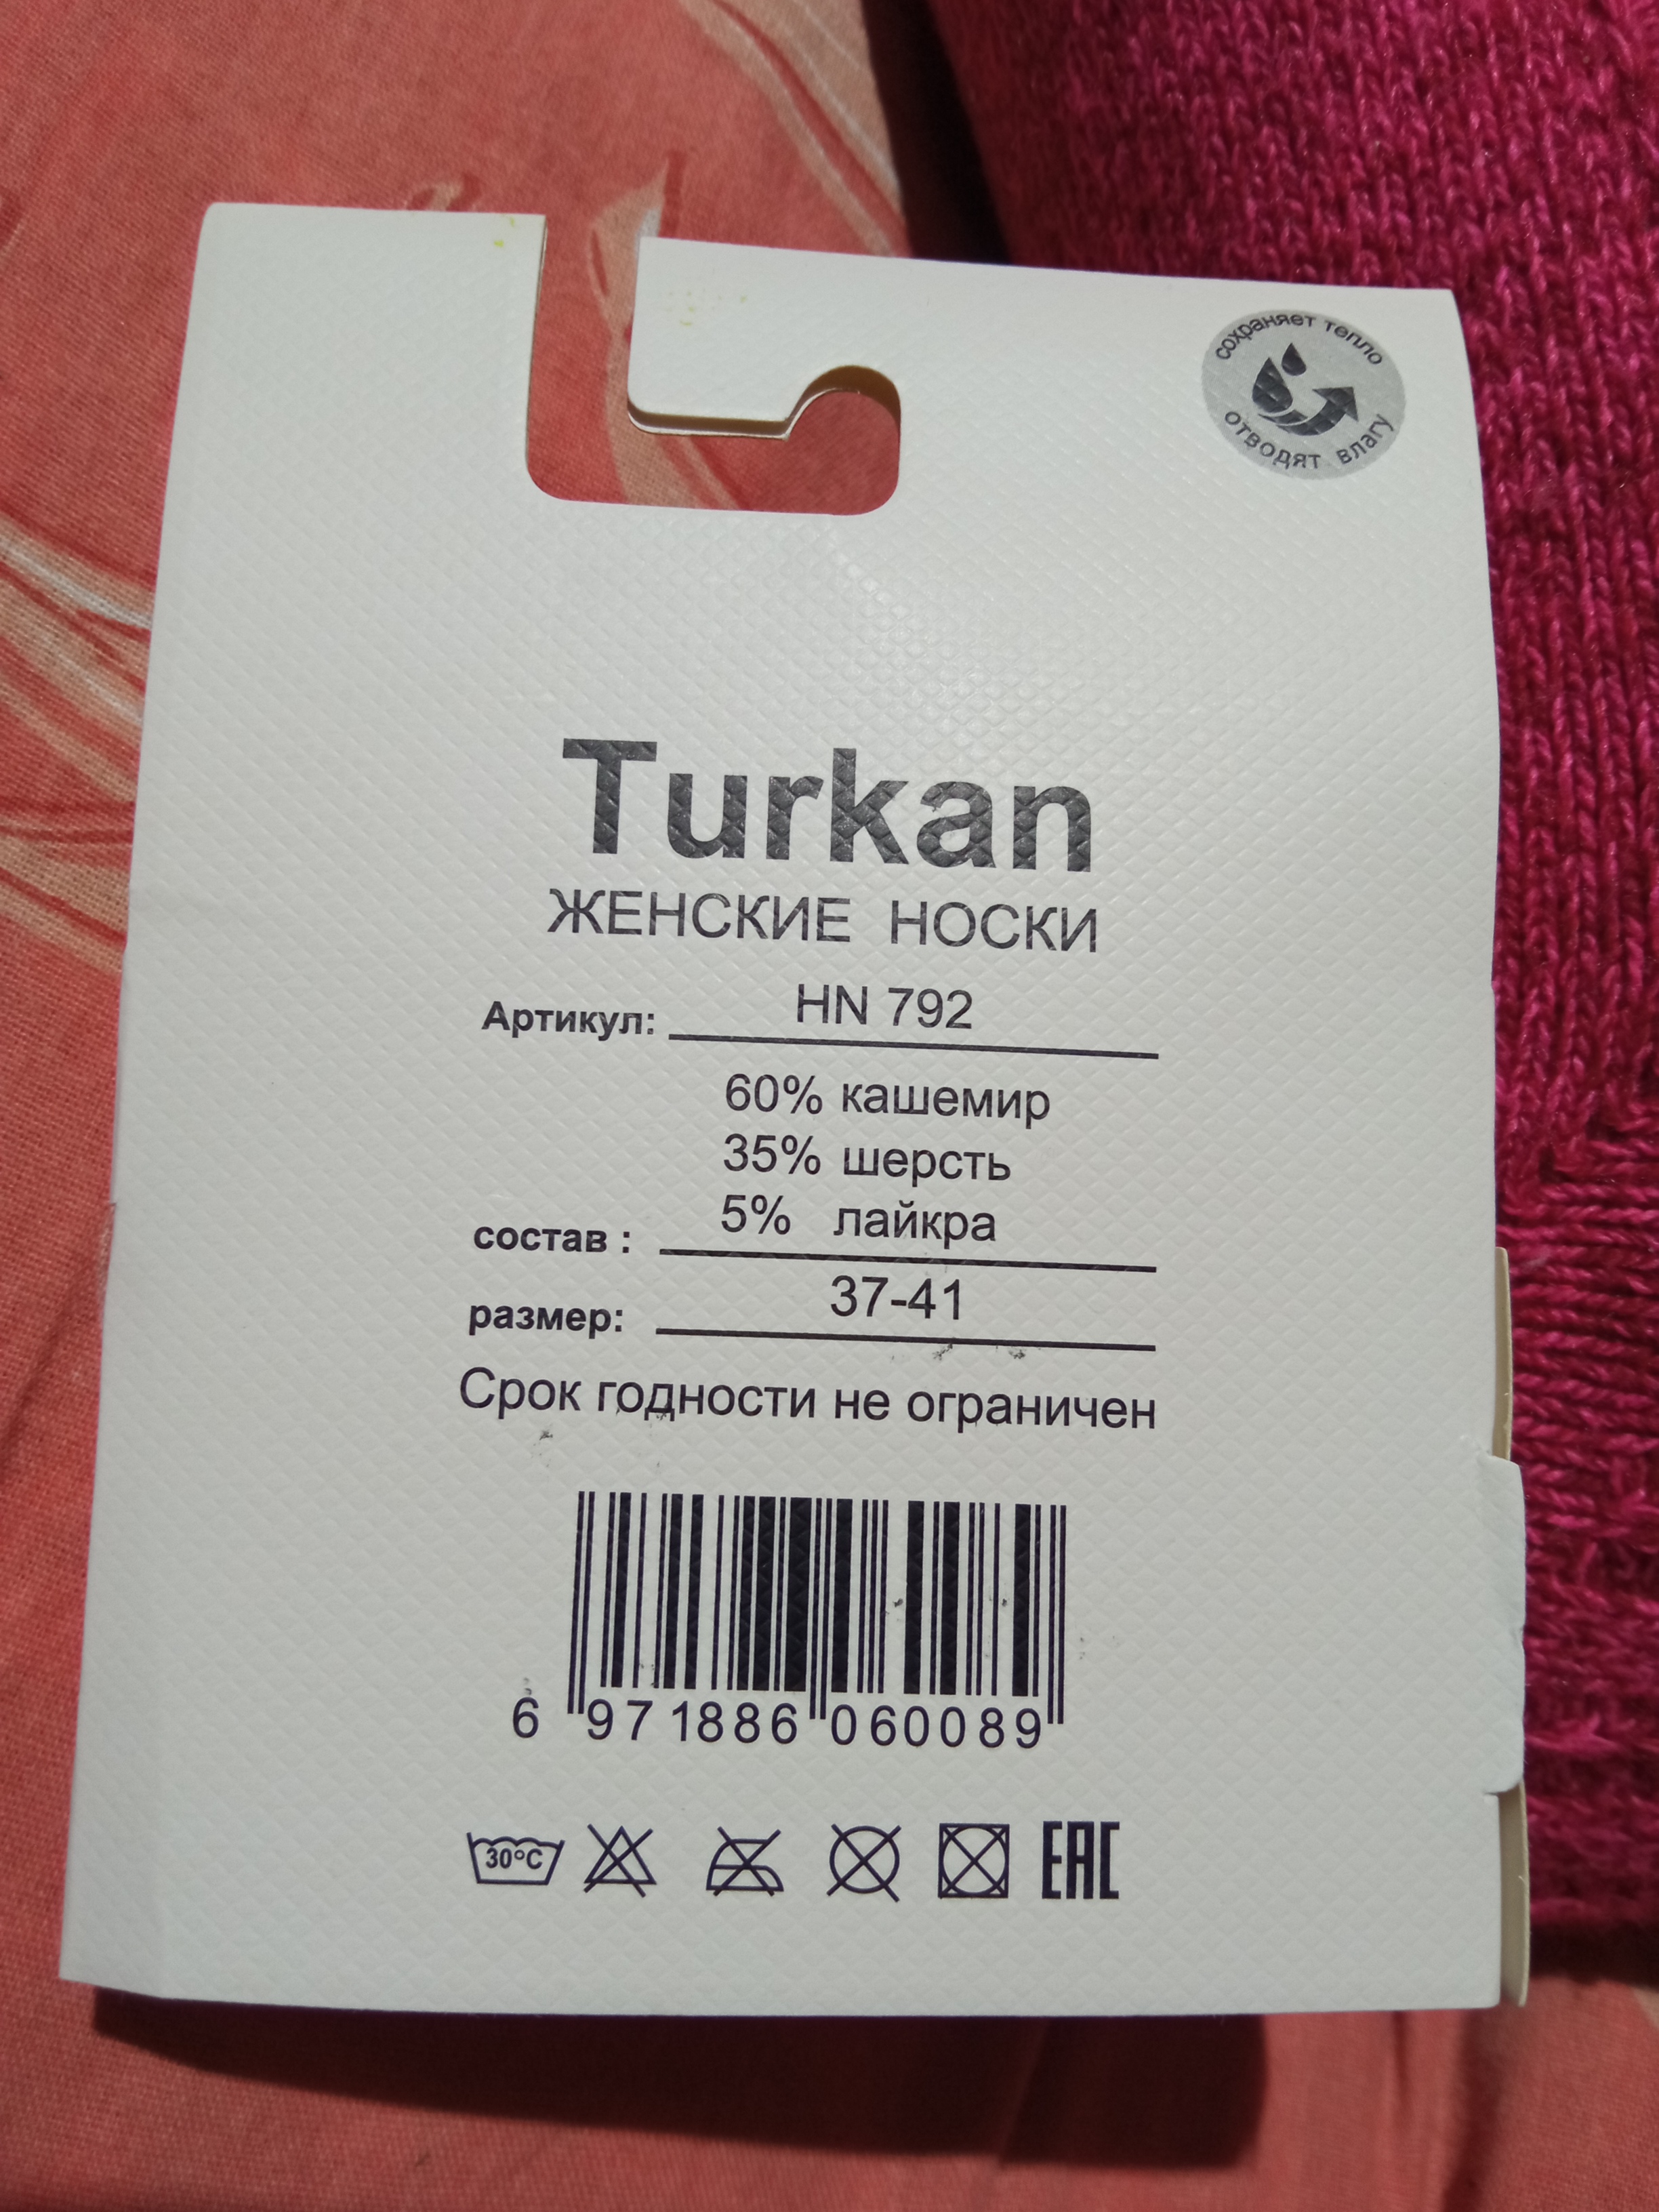 сохраняет тепло
отводят влагу
Turkan
ЖЕНСКИЕ НОСКИ
Артикул: HN 792
60% кашемир
35% шерсть
состав : 5% лайкра
размер: 37-41
Срок годности не ограничен
6 971886 060089
30°C
EAC